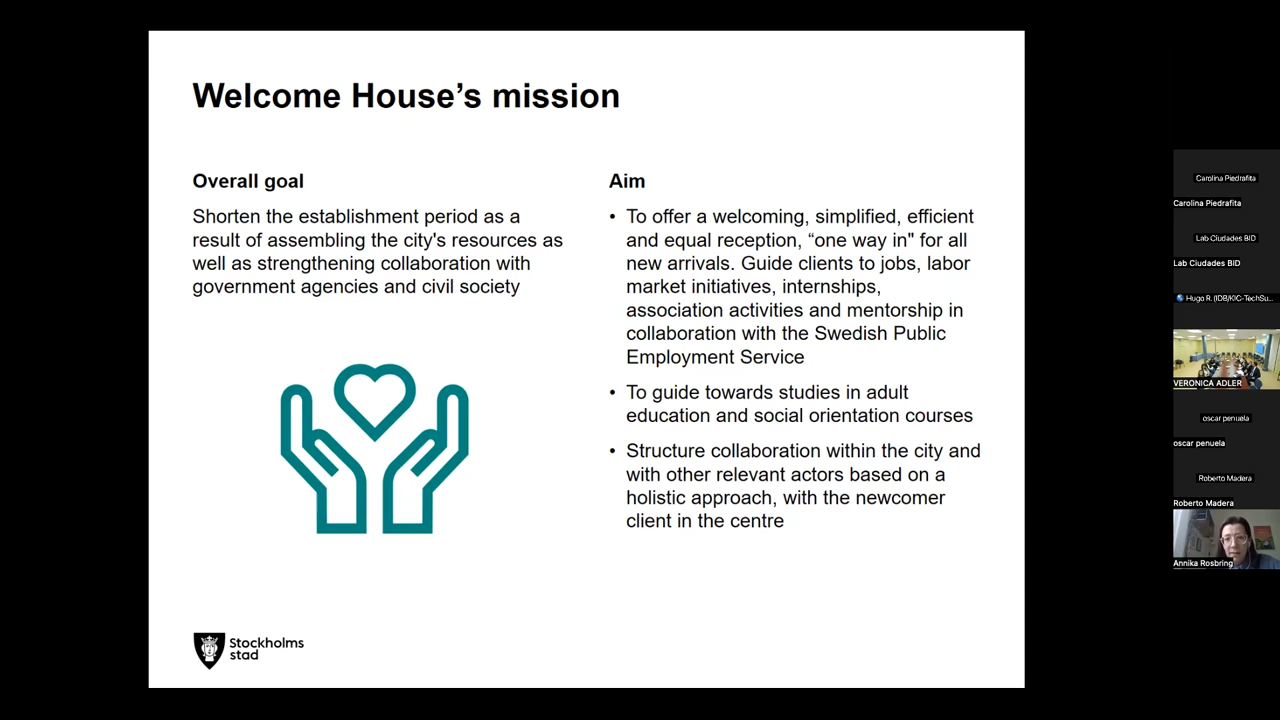 Welcome House’s mission
Overall goal
Shorten the establishment period as a
result of assembling the city's resources as
well as strengthening collaboration with
government agencies and civil society
Aim
• To offer a welcoming, simplified, efficient
and equal reception, “one way in" for all
new arrivals. Guide clients to jobs, labor
market initiatives, internships,
association activities and mentorship in
collaboration with the Swedish Public
Employment Service
• To guide towards studies in adult
education and social orientation courses
• Structure collaboration within the city and
with other relevant actors based on a
holistic approach, with the newcomer
client in the centre
Stockholms
stad
Carolina Piedrafita
Carolina Piedrafita
Lab Ciudades BID
Lab Ciudades BID
Hugo R. (IDB/KIC-TechSu...
VERONICA ADLER
oscar penuela
oscar penuela
Roberto Madera
Roberto Madera
Annika Rosbring